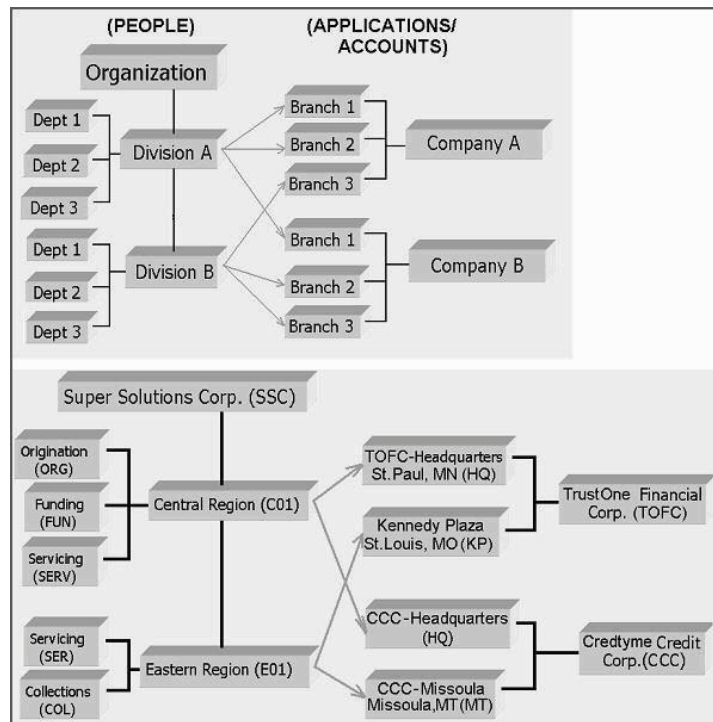 (PEOPLE)
(APPLICATIONS/
ACCOUNTS)
Organization
Dept 1
Dept 2
Dept 3
Division A
Branch 1
Branch 2
Branch 3
Company A
Dept 1
Dept 2
Dept 3
Division B
Branch 1
Branch 2
Branch 3
Company B
Super Solutions Corp. (SSC)
Origination
(ORG)
Funding
(FUN)
Servicing
(SERV)
Central Region (C01)
TOFC-Headquarters
St.Paul, MN (HQ)
Kennedy Plaza
St.Louis, MO (KP)
TrustOne Financial
Corp. (TOFC)
Servicing
(SER)
Collections
(COL)
Eastern Region (E01)
CCC-Headquarters
(HQ)
CCC-Missoula
Missoula,MT(MT)
Credtyme Credit
Corp.(CCC)